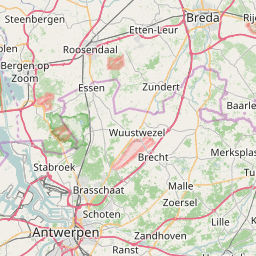 Steenbergen
Etten-Leur
Breda
Rij
Roosendaal
Bergen op
Zoom
Essen
Zundert
Baarle
Wuustwezel
Brecht
Merksplas
Stabroek
Brasschaat
Malle
Zoersel
Schoten
Lille
Antwerpen
Zandhoven
Ranst